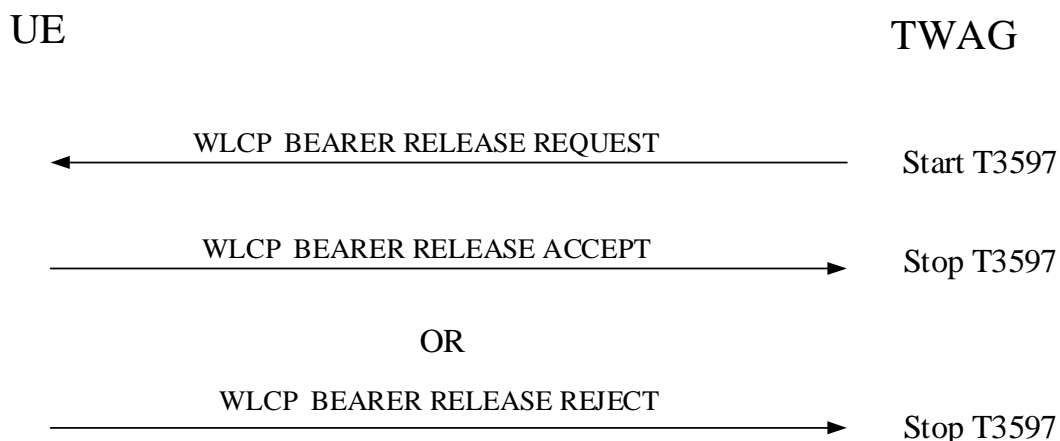 UE
TWAG
WLCP BEARER RELEASE REQUEST
Start T3597
WLCP BEARER RELEASE ACCEPT
Stop T3597
OR
WLCP BEARER RELEASE REJECT
Stop T3597